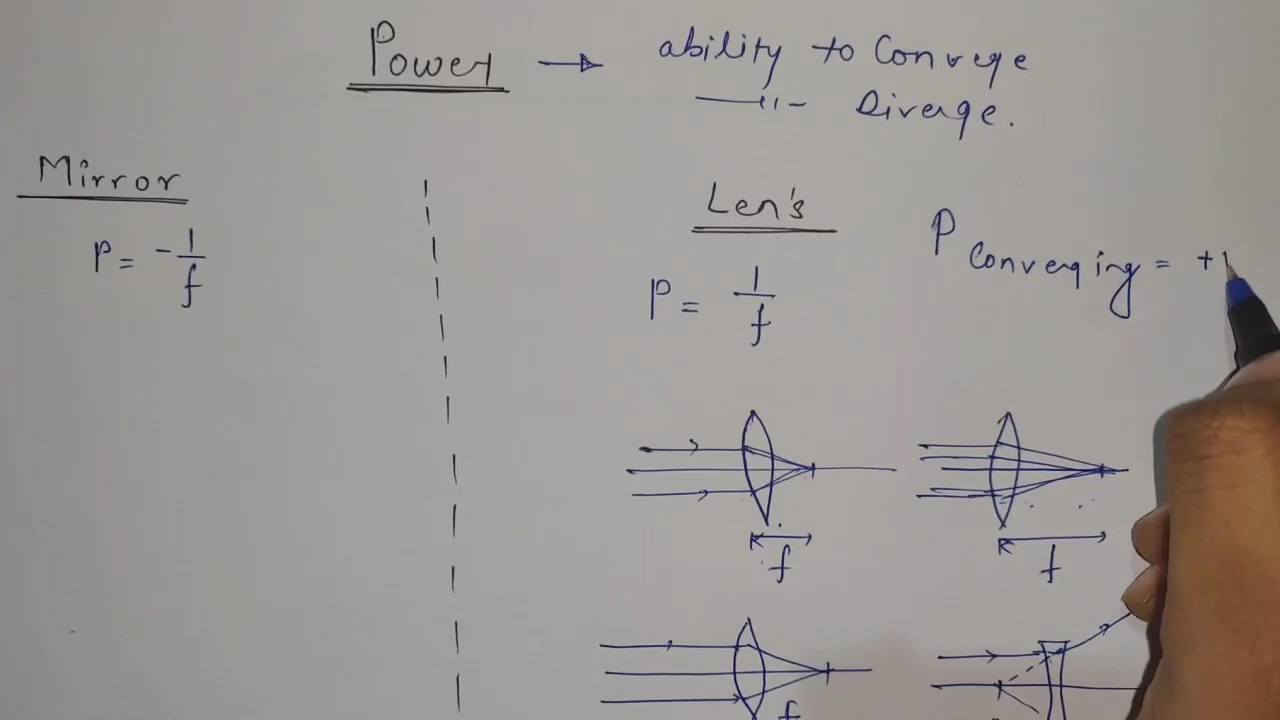 Power → ability to Converge
—〃— Diverge.
Mirror
P = -1/f
Len's
P = 1/f
P Converging = +
f
f
f